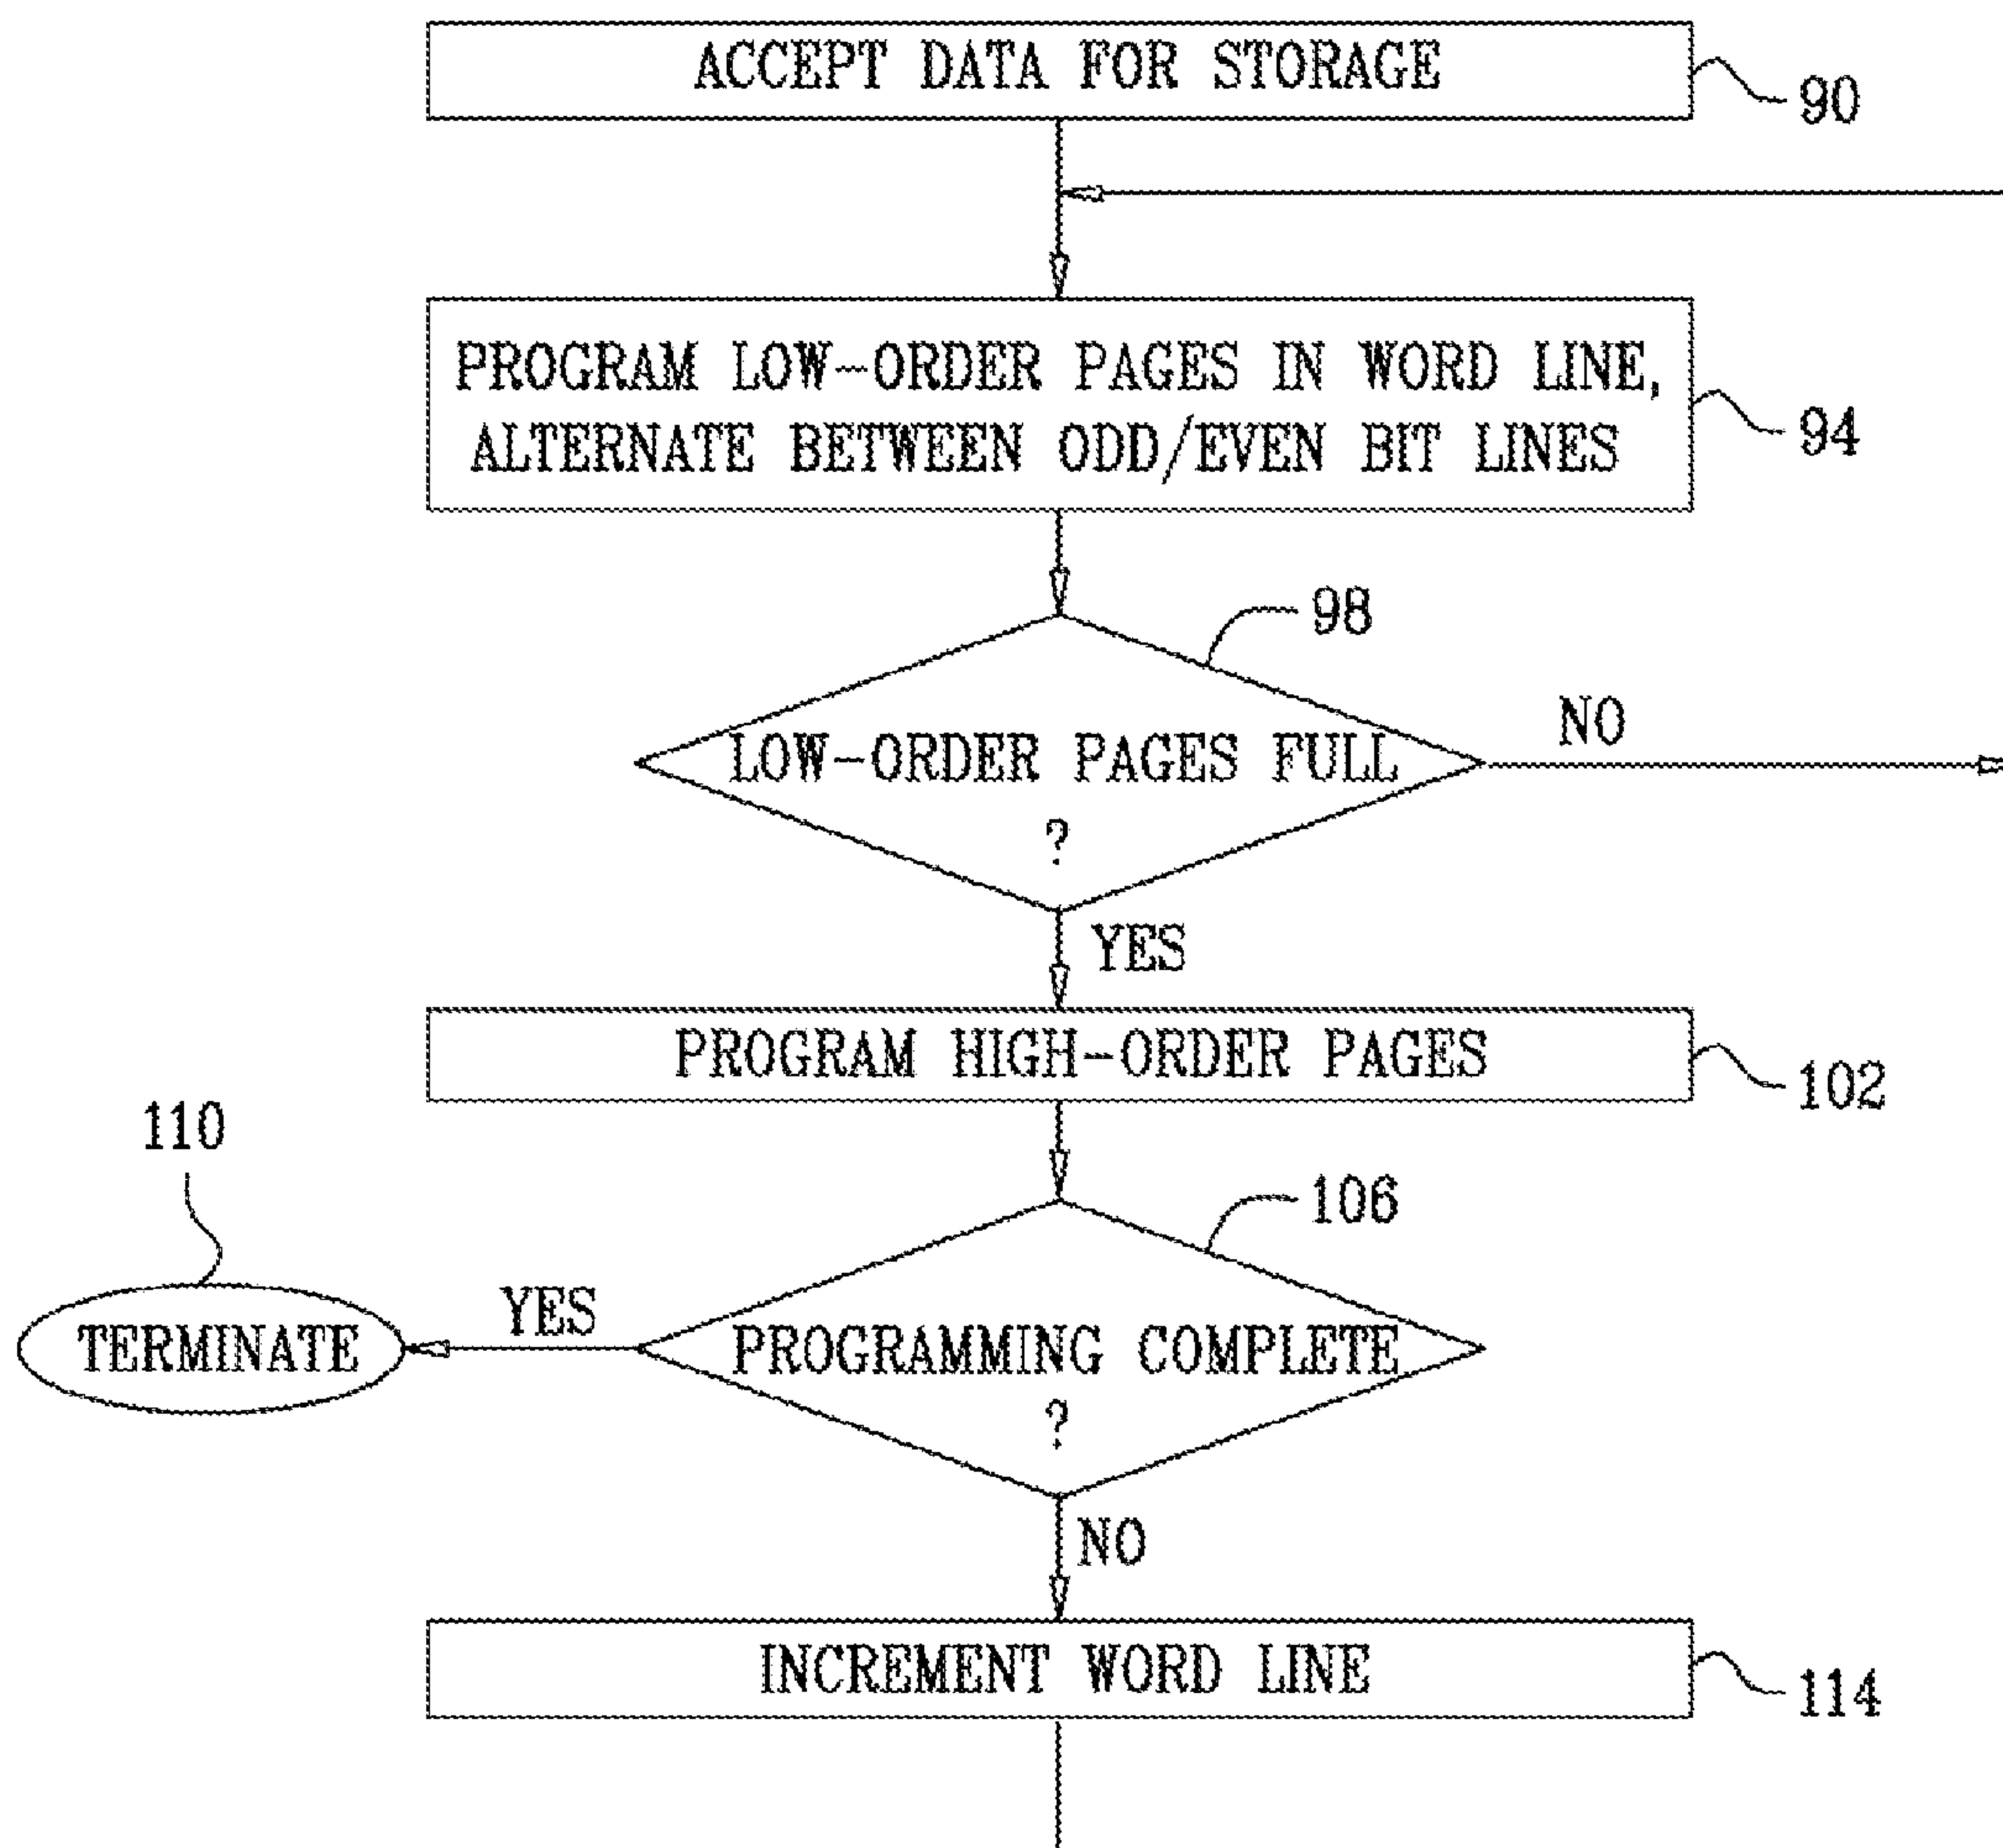 ACCEPT DATA FOR STORAGE
90
PROGRAM LOW-ORDER PAGES IN WORD LINE,
ALTERNATE BETWEEN ODD/EVEN BIT LINES
94
98
LOW-ORDER PAGES FULL
?
NO
YES
PROGRAM HIGH-ORDER PAGES
102
110
106
TERMINATE
YES
PROGRAMMING COMPLETE
?
NO
INCREMENT WORD LINE
114